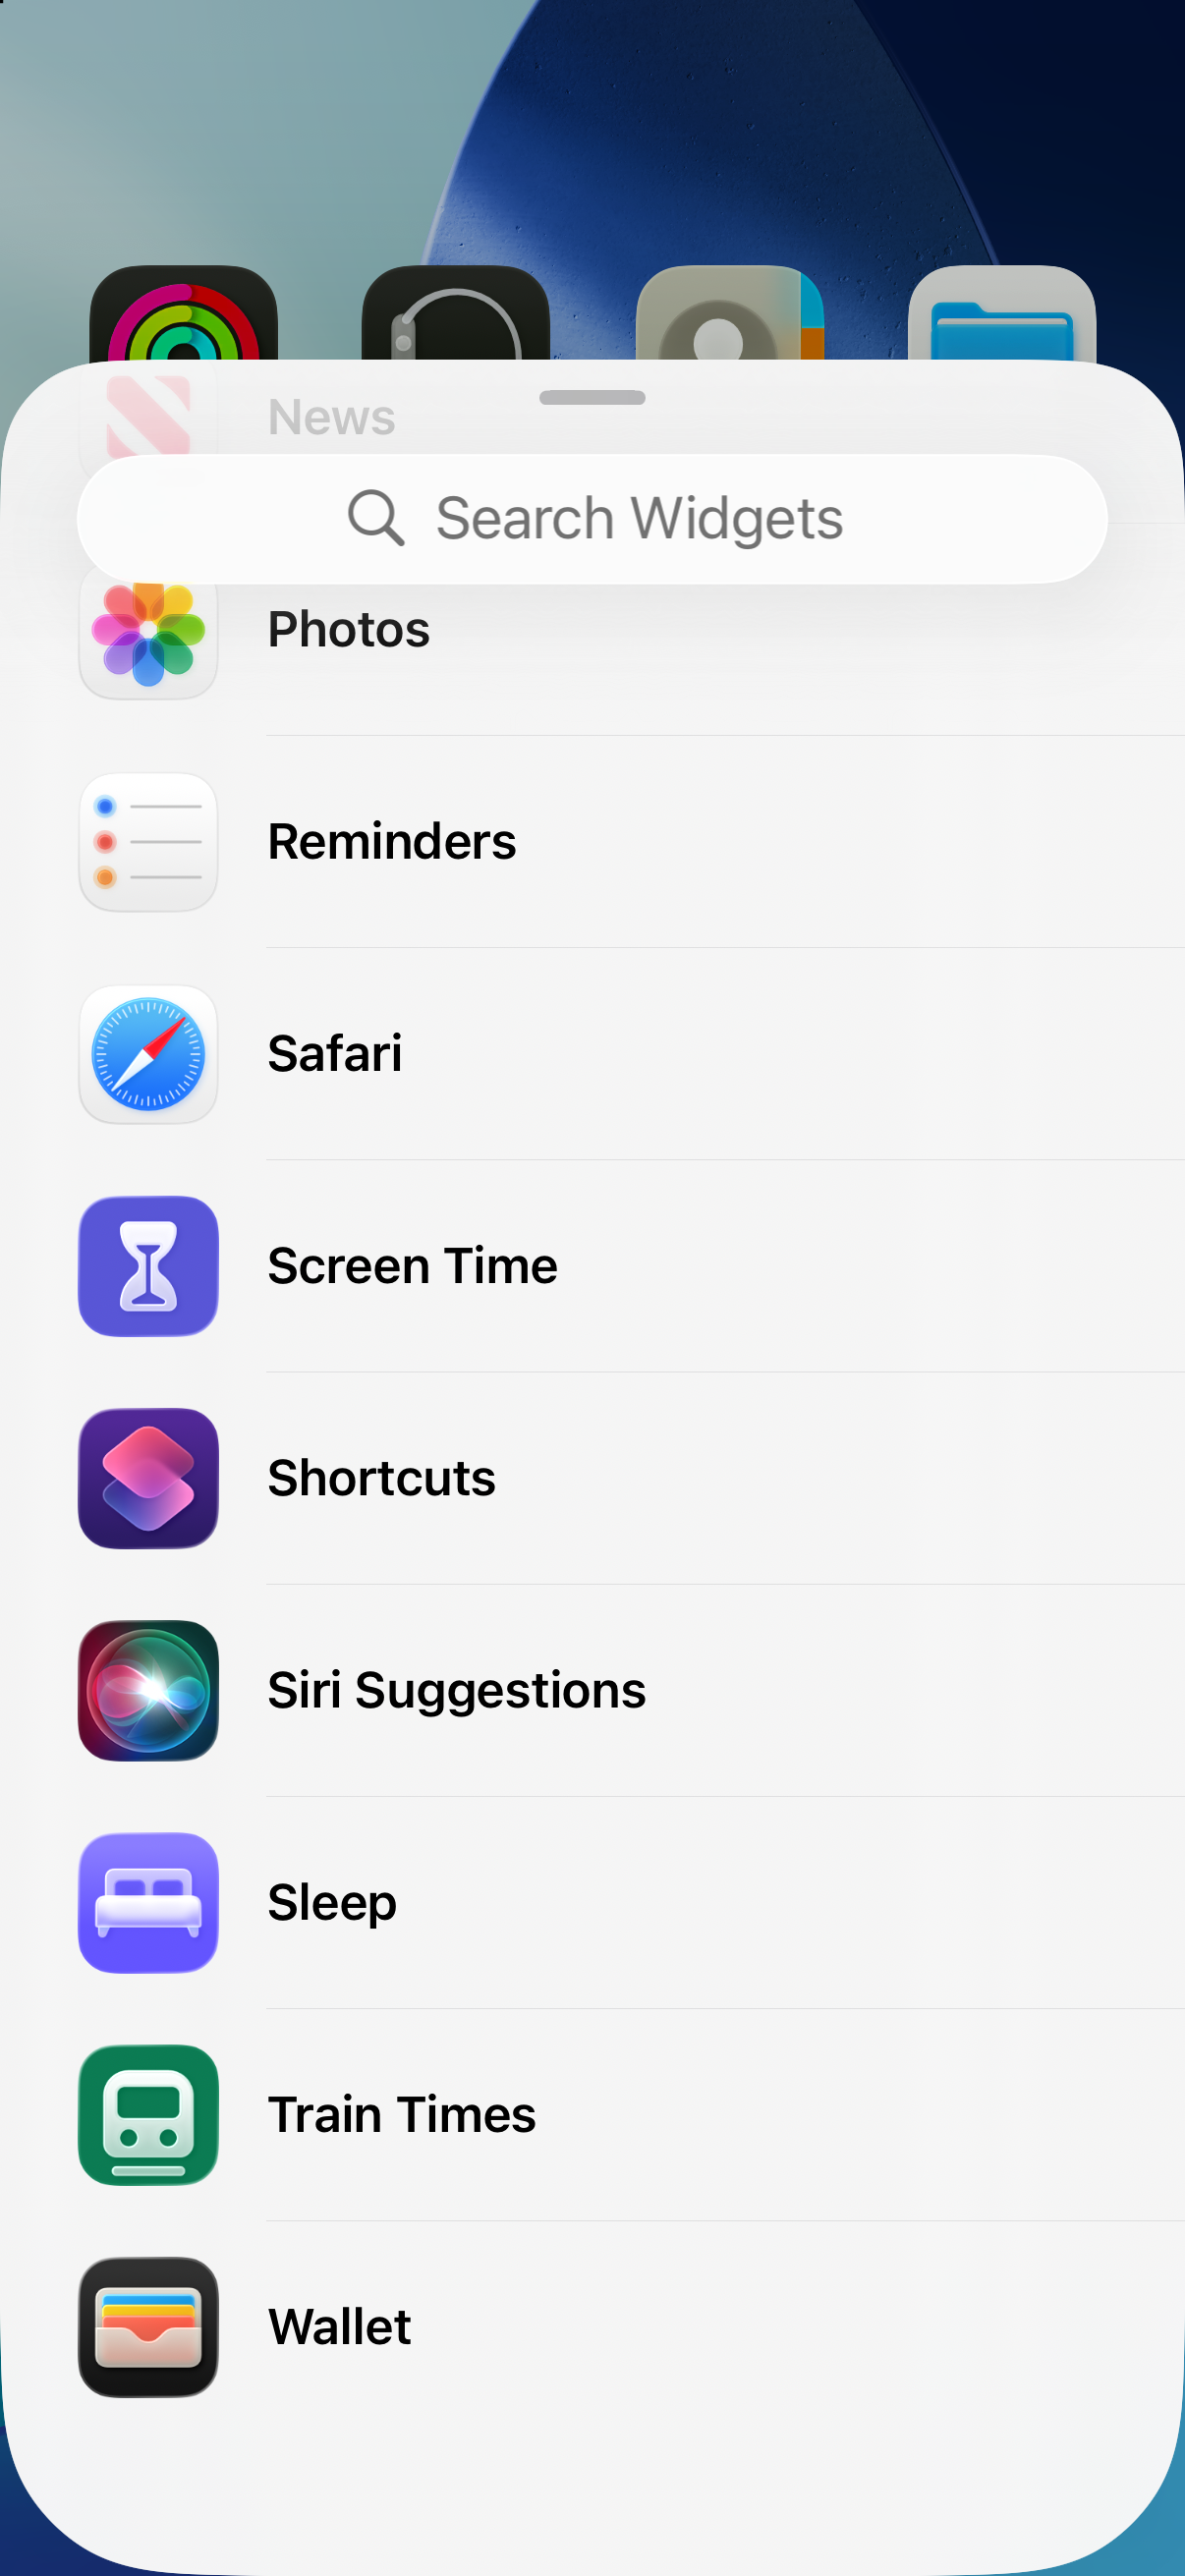 News
Search Widgets
Photos
Reminders
Safari
Screen Time
Shortcuts
Siri Suggestions
Sleep
Train Times
Wallet